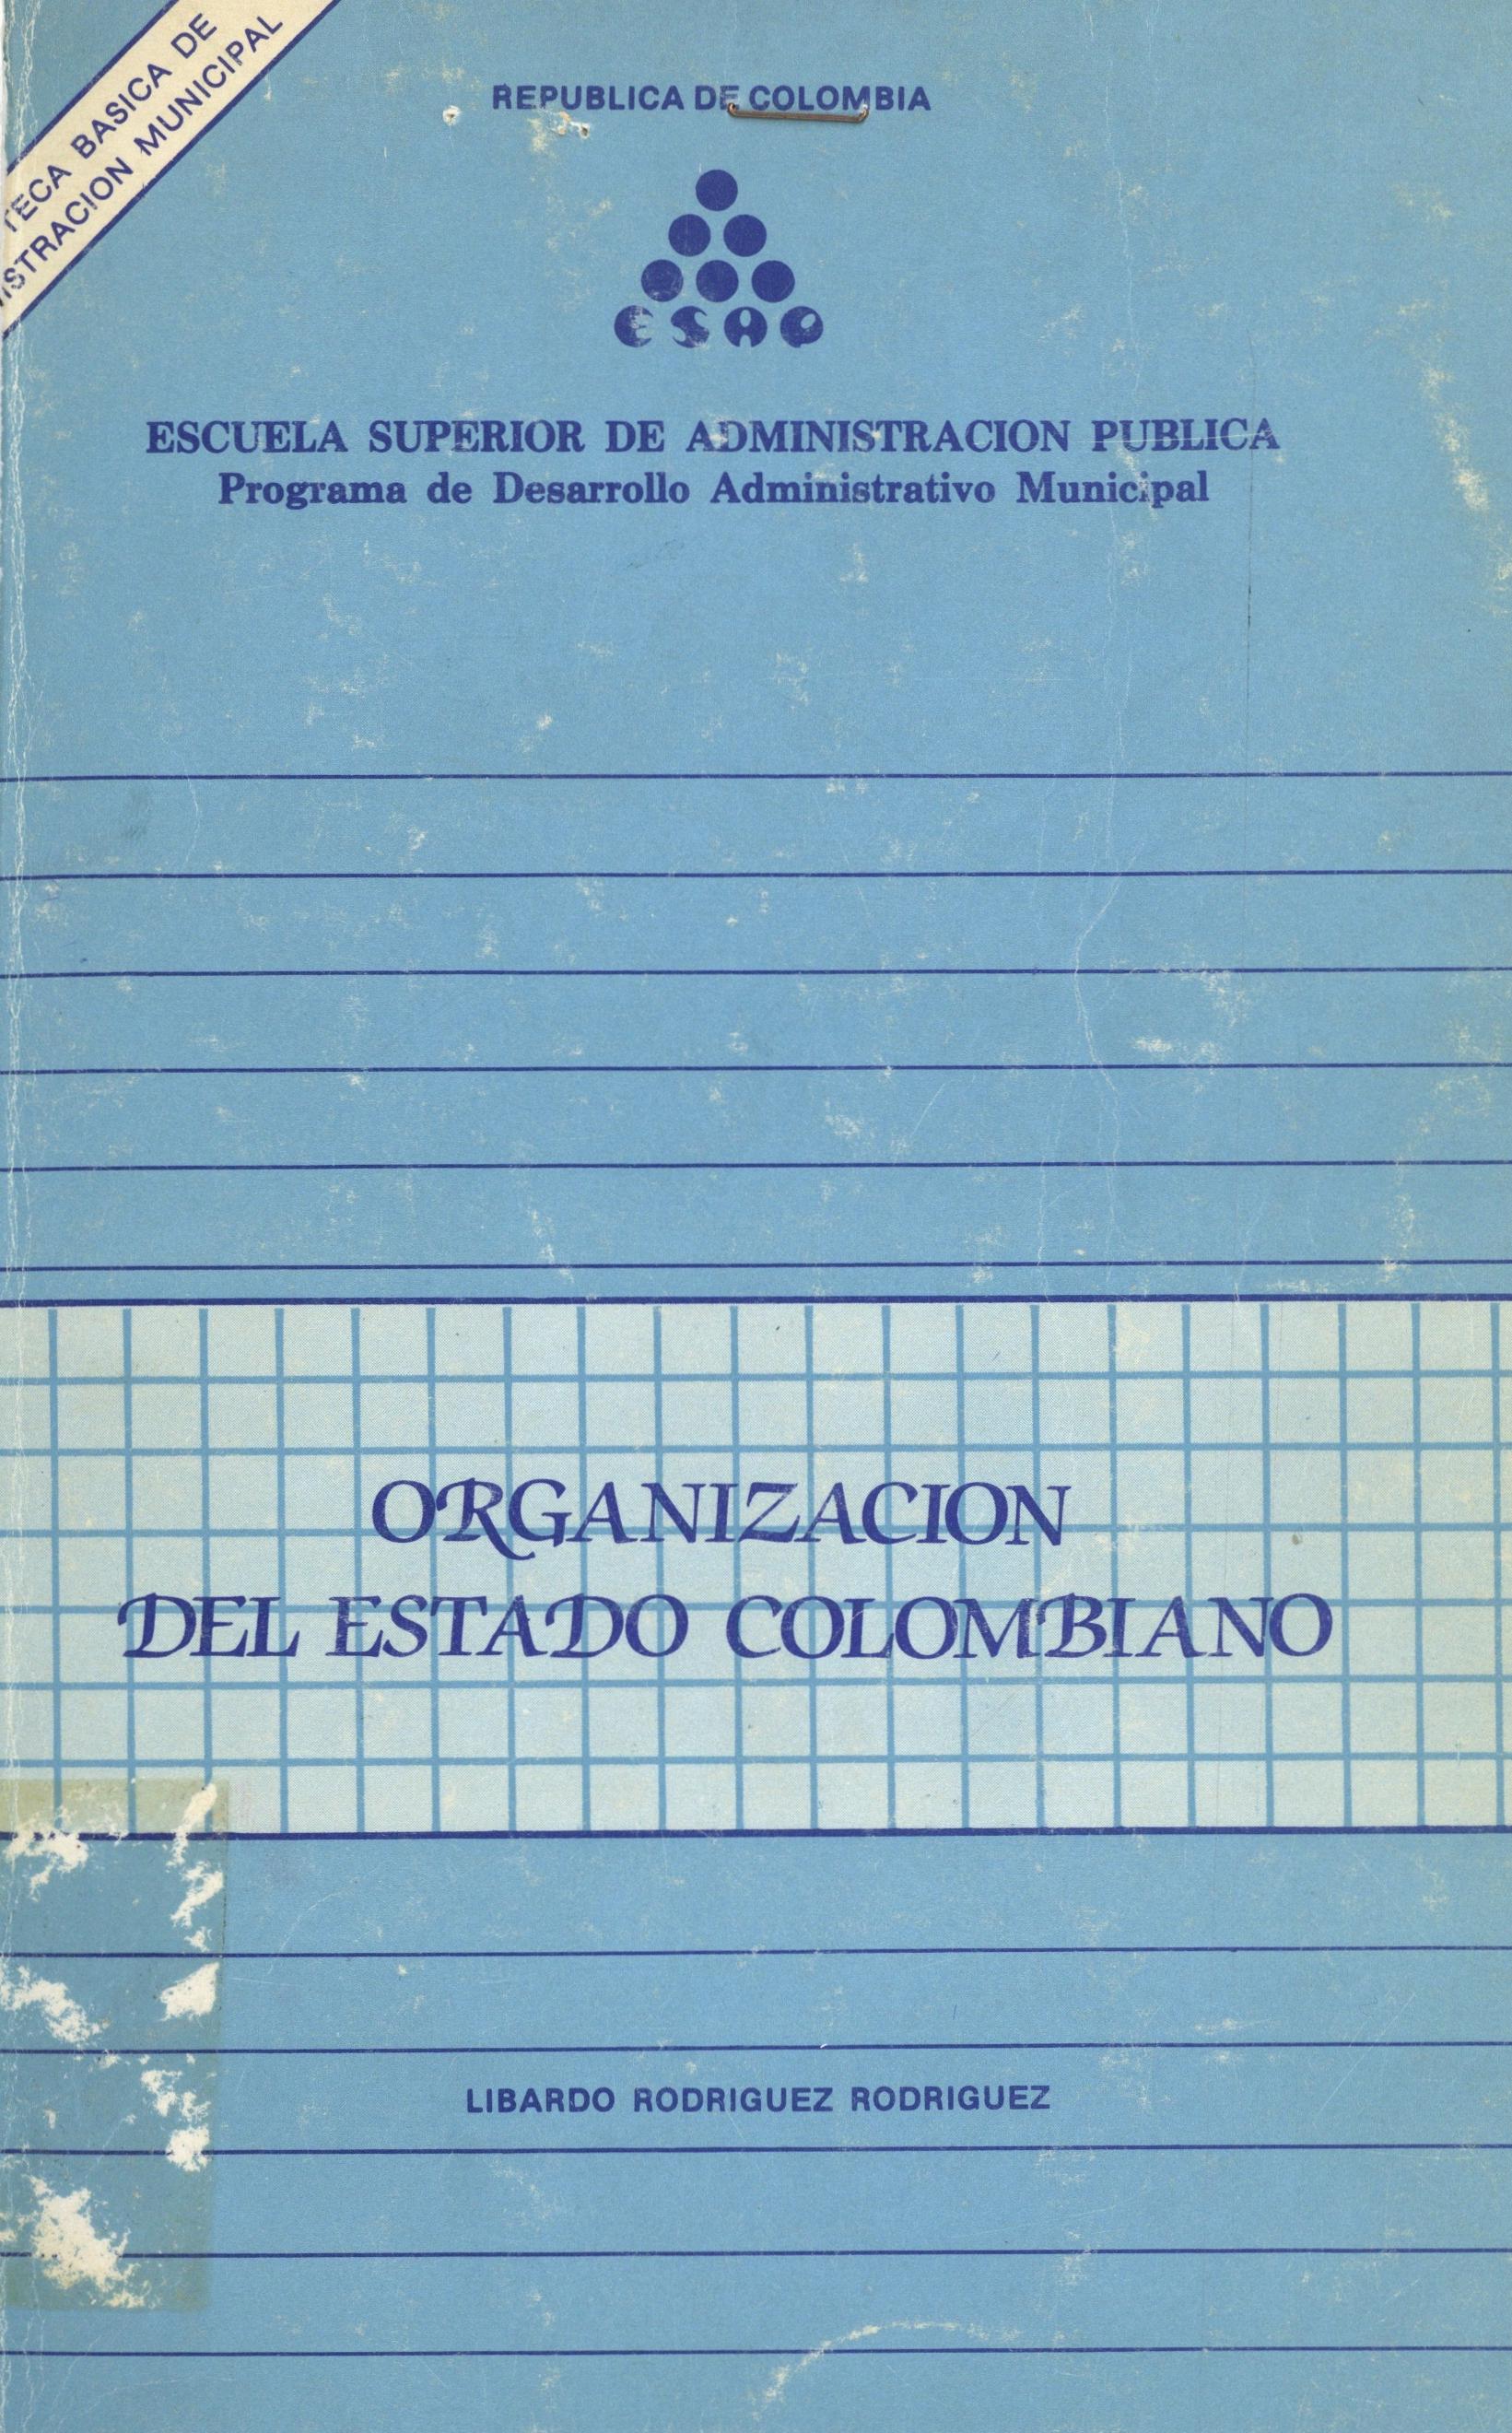 TECA BASICA DE
ISTRACION MUNICIPAL
REPUBLICA DE COLOMBIA
ESAP
ESCUELA SUPERIOR DE ADMINISTRACION PUBLICA
Programa de Desarrollo Administrativo Municipal
ORGANIZACION
DEL ESTADO COLOMBIANO
LIBARDO RODRIGUEZ RODRIGUEZ